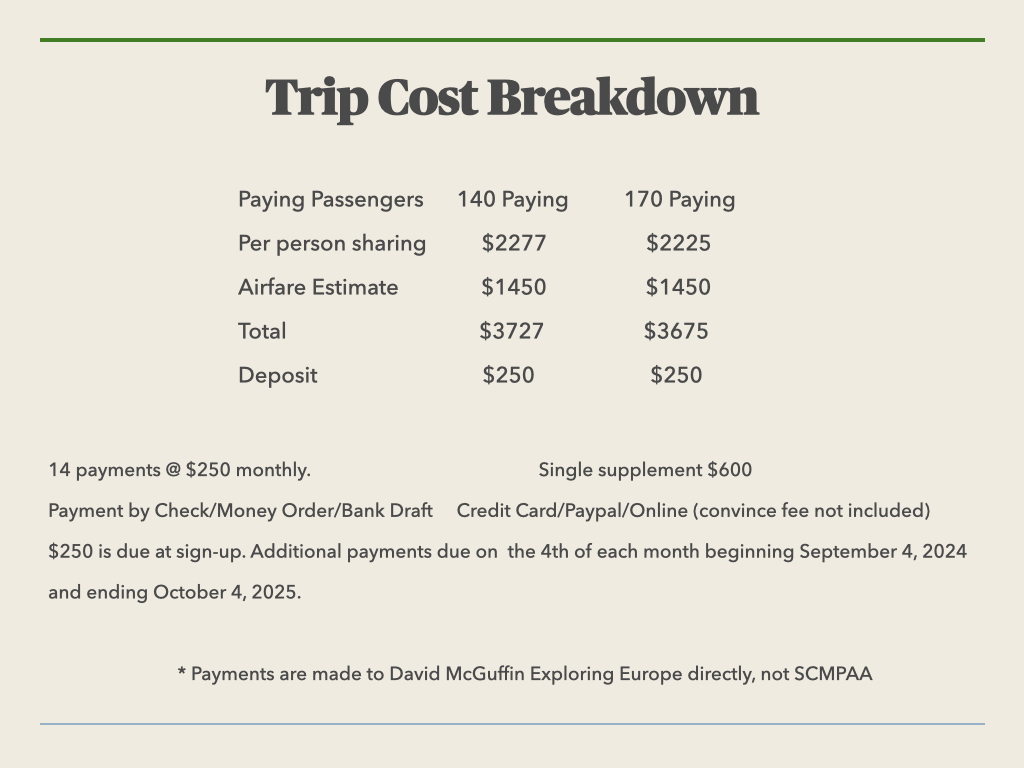 Trip Cost Breakdown
Paying Passengers 140 Paying 170 Paying
Per person sharing $2277 $2225
Airfare Estimate $1450 $1450
Total $3727 $3675
Deposit $250 $250
14 payments @ $250 monthly. Single supplement $600
Payment by Check/Money Order/Bank Draft Credit Card/Paypal/Online (convince fee not included)
$250 is due at sign-up. Additional payments due on the 4th of each month beginning September 4, 2024
and ending October 4, 2025.
* Payments are made to David McGuffin Exploring Europe directly, not SCMPAA